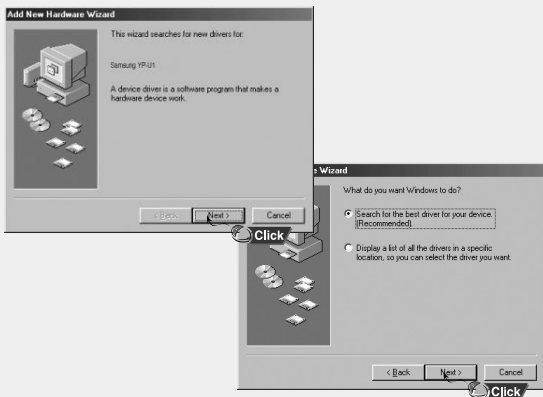 Add New Hardware Wizard
This wizard searches for new drivers for:
Samsung YP-U1
A device driver is a software program that makes a
hardware device work.
< Back
Next >
Cancel
Click
e Wizard
What do you want Windows to do?
Search for the best driver for your device.
(Recommended).
Display a list of all the drivers in a specific
location, so you can select the driver you want.
< Back
Next >
Cancel
Click